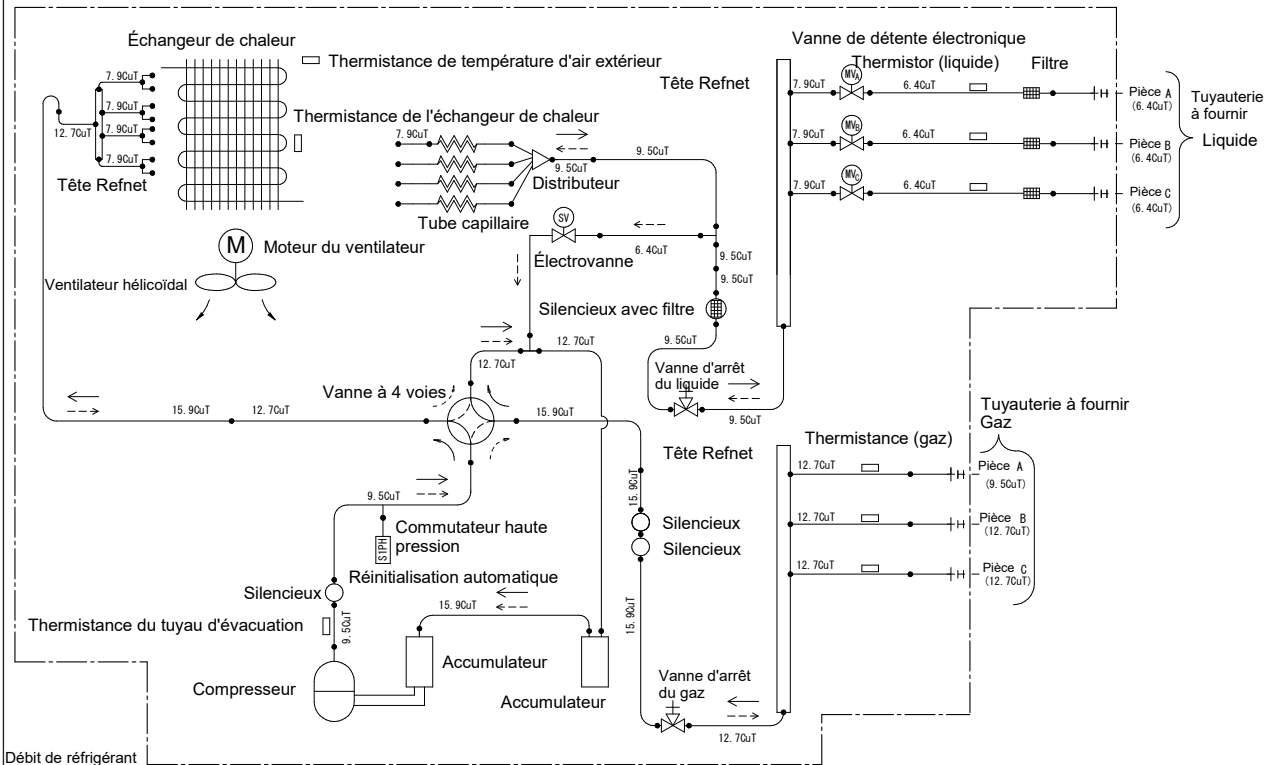 Échangeur de chaleur
Thermistance de température d'air extérieur
7.9CuT
7.9CuT
7.9CuT
7.9CuT
12.7CuT
Tête Refnet
Thermistance de l'échangeur de chaleur
7.9CuT
9.5CuT
9.5CuT
Distributeur
Tube capillaire
M
Moteur du ventilateur
Ventilateur hélicoïdal
SV
6.4CuT
Électrovanne
9.5CuT
9.5CuT
Silencieux avec filtre
9.5CuT
Vanne d'arrêt
du liquide
9.5CuT
Vanne de détente électronique
Thermistor (liquide)
Filtre
Tête Refnet
7.9CuT
MVA
6.4CuT
Pièce A
(6.4CuT)
7.9CuT
MVB
6.4CuT
Pièce B
(6.4CuT)
7.9CuT
MVC
6.4CuT
Pièce C
(6.4CuT)
Tuyauterie
à fournir
Liquide
12.7CuT
12.7CuT
Vanne à 4 voies
15.9CuT
12.7CuT
15.9CuT
9.5CuT
Commutateur haute
pression
S1PH
Réinitialisation automatique
Silencieux
Thermistance du tuyau d'évacuation
9.5CuT
15.9CuT
Compresseur
Accumulateur
Accumulateur
15.9CuT
Silencieux
Silencieux
15.9CuT
Vanne d'arrêt
du gaz
12.7CuT
Tête Refnet
Thermistance (gaz)
Tuyauterie à fournir
Gaz
12.7CuT
Pièce A
(9.5CuT)
12.7CuT
Pièce B
(12.7CuT)
12.7CuT
Pièce C
(12.7CuT)
Débit de réfrigérant